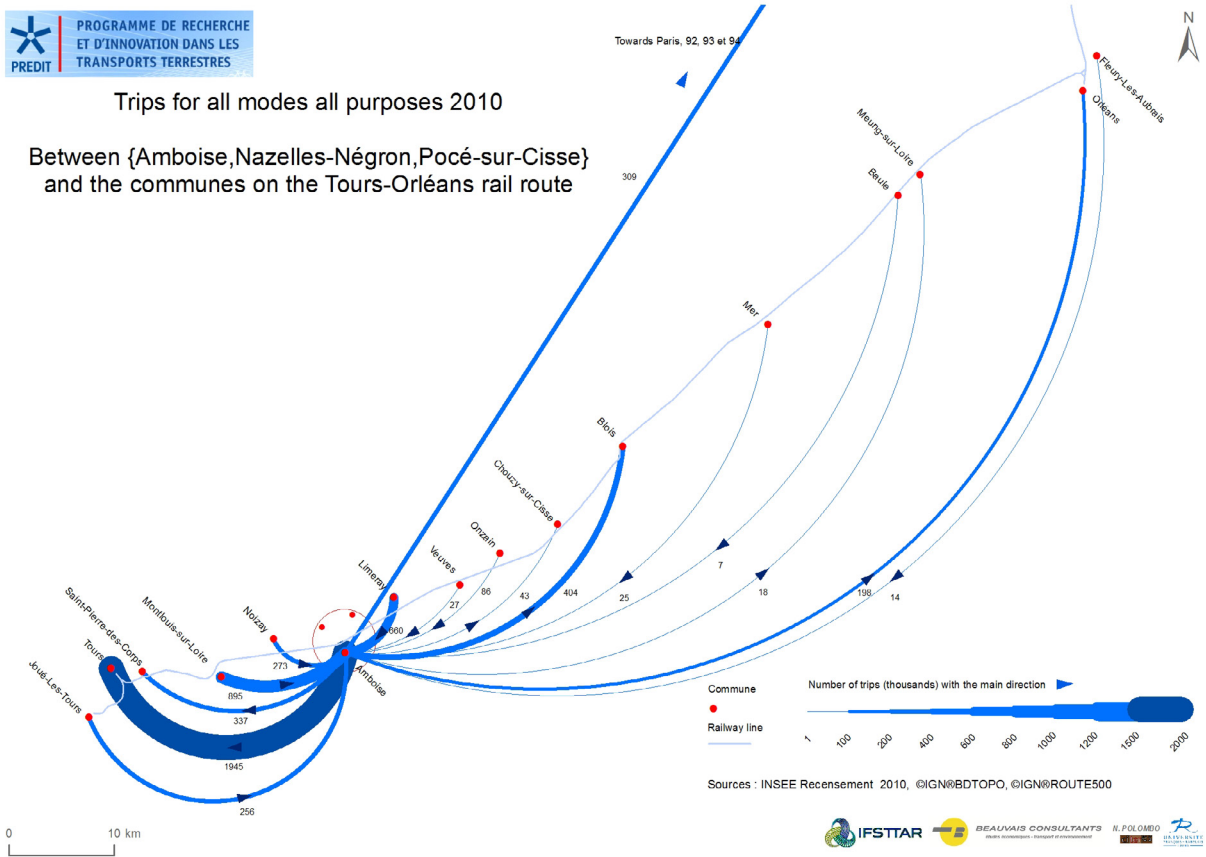 PREDIT
PROGRAMME DE RECHERCHE
ET D'INNOVATION DANS LES
TRANSPORTS TERRESTRES
Trips for all modes all purposes 2010
Between {Amboise,Nazelles-Négron,Pocé-sur-Cisse}
and the communes on the Tours-Orléans rail route
Towards Paris, 92, 93 et 94
N
Fleury-Les-Aubrais
Orléans
Meung-sur-Loire
Baule
309
Mer
Blois
Chouzy-sur-Cisse
Onzain
Veuves
Limeray
Noizay
Montlouis-sur-Loire
Saint-Pierre-des-Corps
Tours
Joué-Les-Tours
Amboise
7
18
198
14
25
404
43
86
27
660
273
895
337
1945
256
Commune
Railway line
Number of trips (thousands) with the main direction
1
100
200
400
600
800
1000
1200
1500
2000
Sources : INSEE Recensement 2010, ©IGN®BDTOPO, ©IGN®ROUTE500
0
10 km
IFSTTAR
BEAUVAIS CONSULTANTS
N.POLOMBO